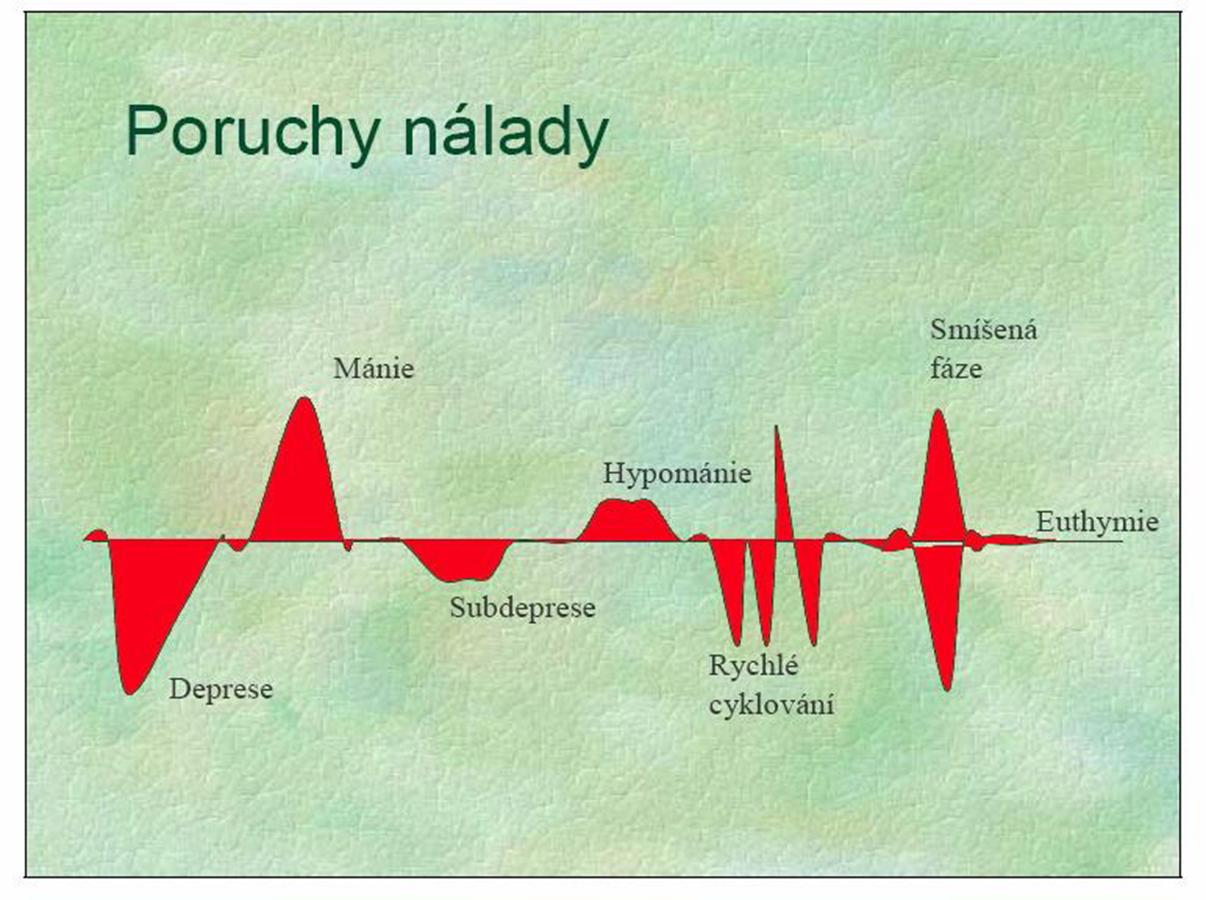 Poruchy nálady
Smíšená
fáze
Mánie
Hypománie
Euthymie
Subdeprese
Rychlé
cyklování
Deprese